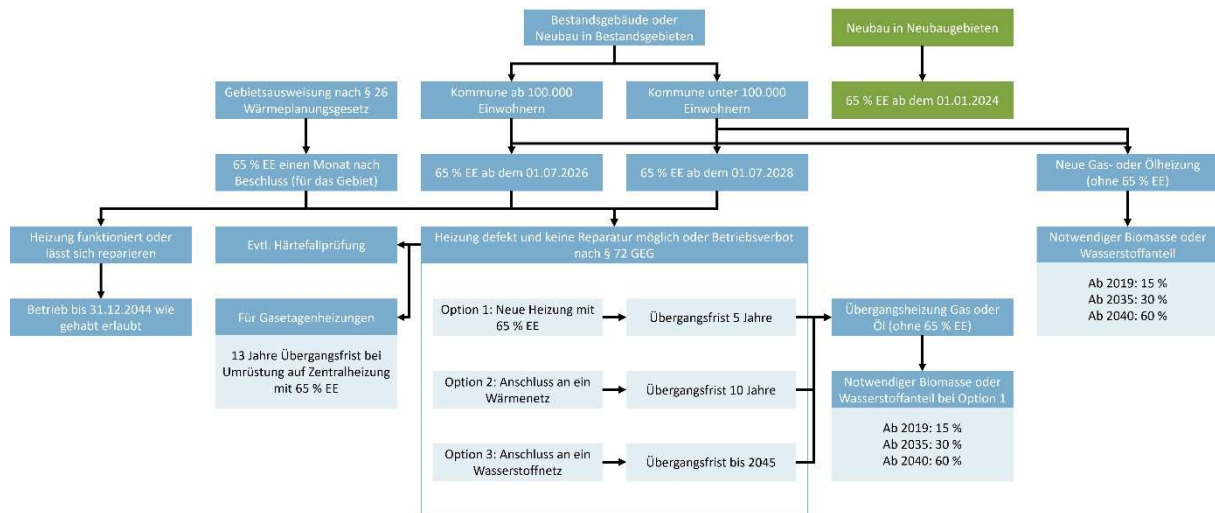 Bestandsgebäude oder
Neubau in Bestandsgebieten
Neubau in Neubaugebieten
Gebietsausweisung nach § 26
Wärmeplanungsgesetz
Kommune ab 100.000
Einwohnern
Kommune unter 100.000
Einwohnern
65 % EE ab dem 01.01.2024
65 % EE einen Monat nach
Beschluss (für das Gebiet)
65 % EE ab dem 01.07.2026
65 % EE ab dem 01.07.2028
Neue Gas- oder Ölheizung
(ohne 65 % EE)
Heizung funktioniert oder
lässt sich reparieren
Evtl. Härtefallprüfung
Heizung defekt und keine Reparatur möglich oder Betriebsverbot
nach § 72 GEG
Notwendiger Biomasse oder
Wasserstoffanteil
Ab 2019: 15 %
Ab 2035: 30 %
Ab 2040: 60 %
Betrieb bis 31.12.2044 wie
gehabt erlaubt
Für Gasetagenheizungen
13 Jahre Übergangsfrist bei
Umrüstung auf Zentralheizung
mit 65 % EE
Option 1: Neue Heizung mit
65 % EE
Übergangsfrist 5 Jahre
Übergangsheizung Gas oder
Öl (ohne 65 % EE)
Option 2: Anschluss an ein
Wärmenetz
Übergangsfrist 10 Jahre
Notwendiger Biomasse oder
Wasserstoffanteil bei Option 1
Ab 2019: 15 %
Ab 2035: 30 %
Ab 2040: 60 %
Option 3: Anschluss an ein
Wasserstoffnetz
Übergangsfrist bis 2045